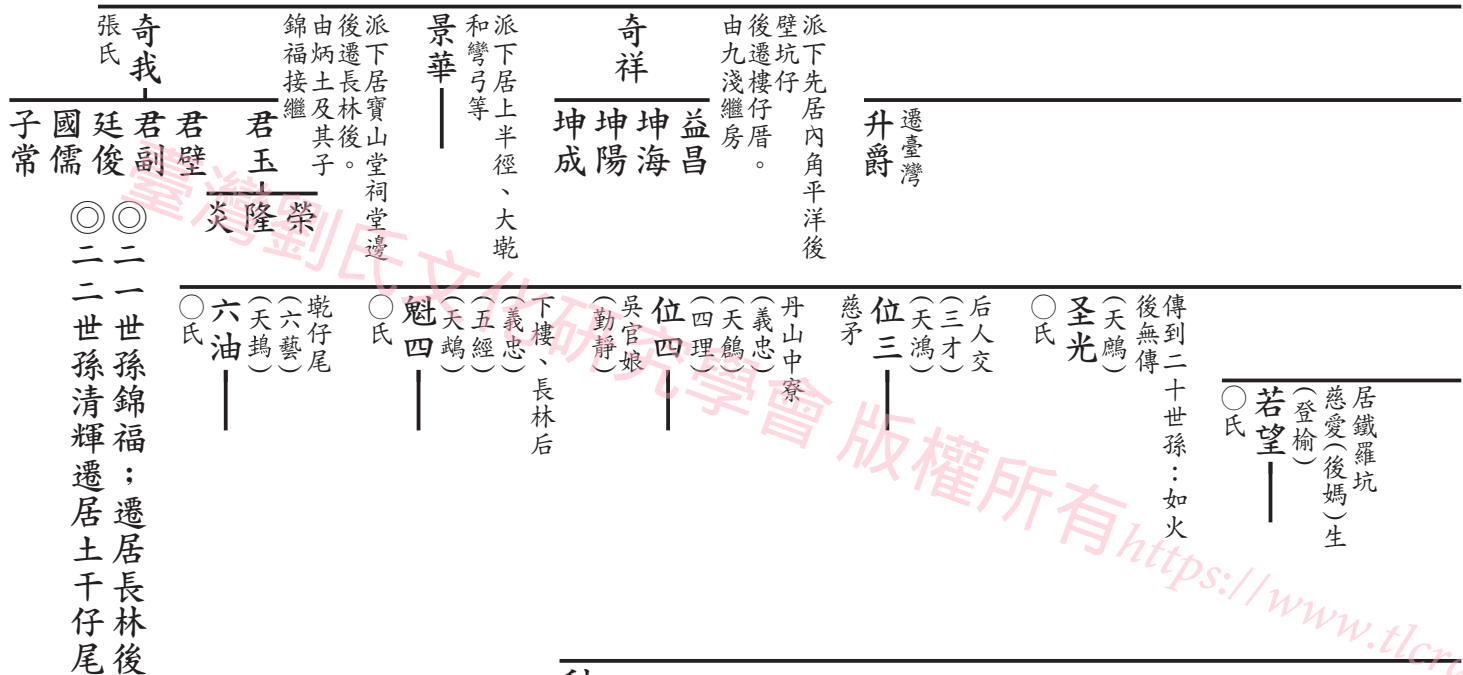 遷臺灣
升爵
派下先居內角平洋後
壁坑仔
後遷樓仔厝。
由九淺繼房
奇祥
益昌
坤海
坤陽
坤成
派下居上半徑、大墘
和彎弓等
景華
派下居寶山堂祠堂邊
後遷長林後。
由炳土及其子
錦福接繼
奇我
張氏
君玉
君壁
君副
廷俊
國儒
子常
榮
隆
炎
居鐵羅坑
慈愛(後媽)生
(登榆)
若望
○氏
傳到二十世孫:如火
後無傳
(天鷓)
圣光
○氏
后人交
(三才)
(天鴻)
位三
慈矛
丹山中寮
(義忠)
(天鶬)
(四理)
位四
吳官娘
(勤靜)
下樓、長林后
(義忠)
(五經)
(天鵡)
魁四
○氏
墘仔尾
(六藝)
(天鵱)
六油
○氏
◎二一世孫錦福;遷居長林後
◎二二世孫清輝遷居土干仔尾
臺灣劉氏文化研究學會 版權所有https://www.tlcr